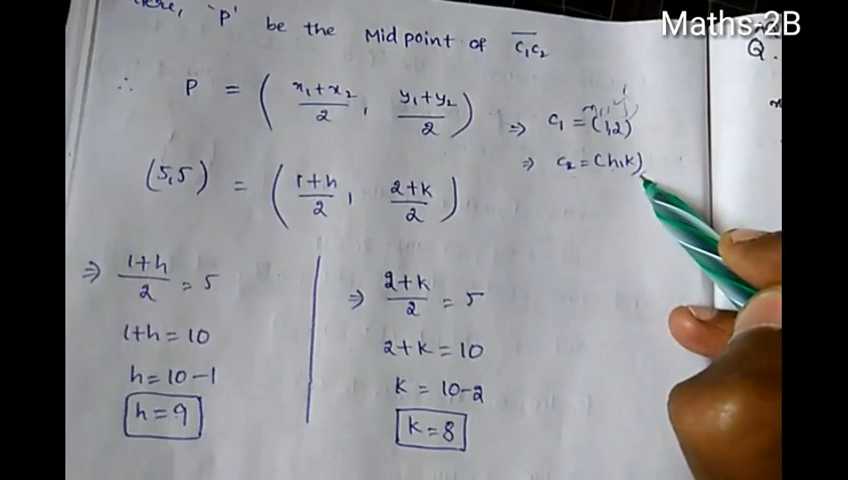 Maths-2B
Here, 'P' be the Midpoint of C₁C₂
Q.
∴ P = ( x₁+x₂/2 , y₁+y₂/2 ) ⇒ C₁ = (1,2)
⇒ C₂ = (h,k)
(5,5) = ( 1+h/2 , 2+k/2 )
⇒ 1+h/2 = 5
1+h = 10
h = 10-1
h = 9
⇒ 2+k/2 = 5
2+k = 10
k = 10-2
k = 8